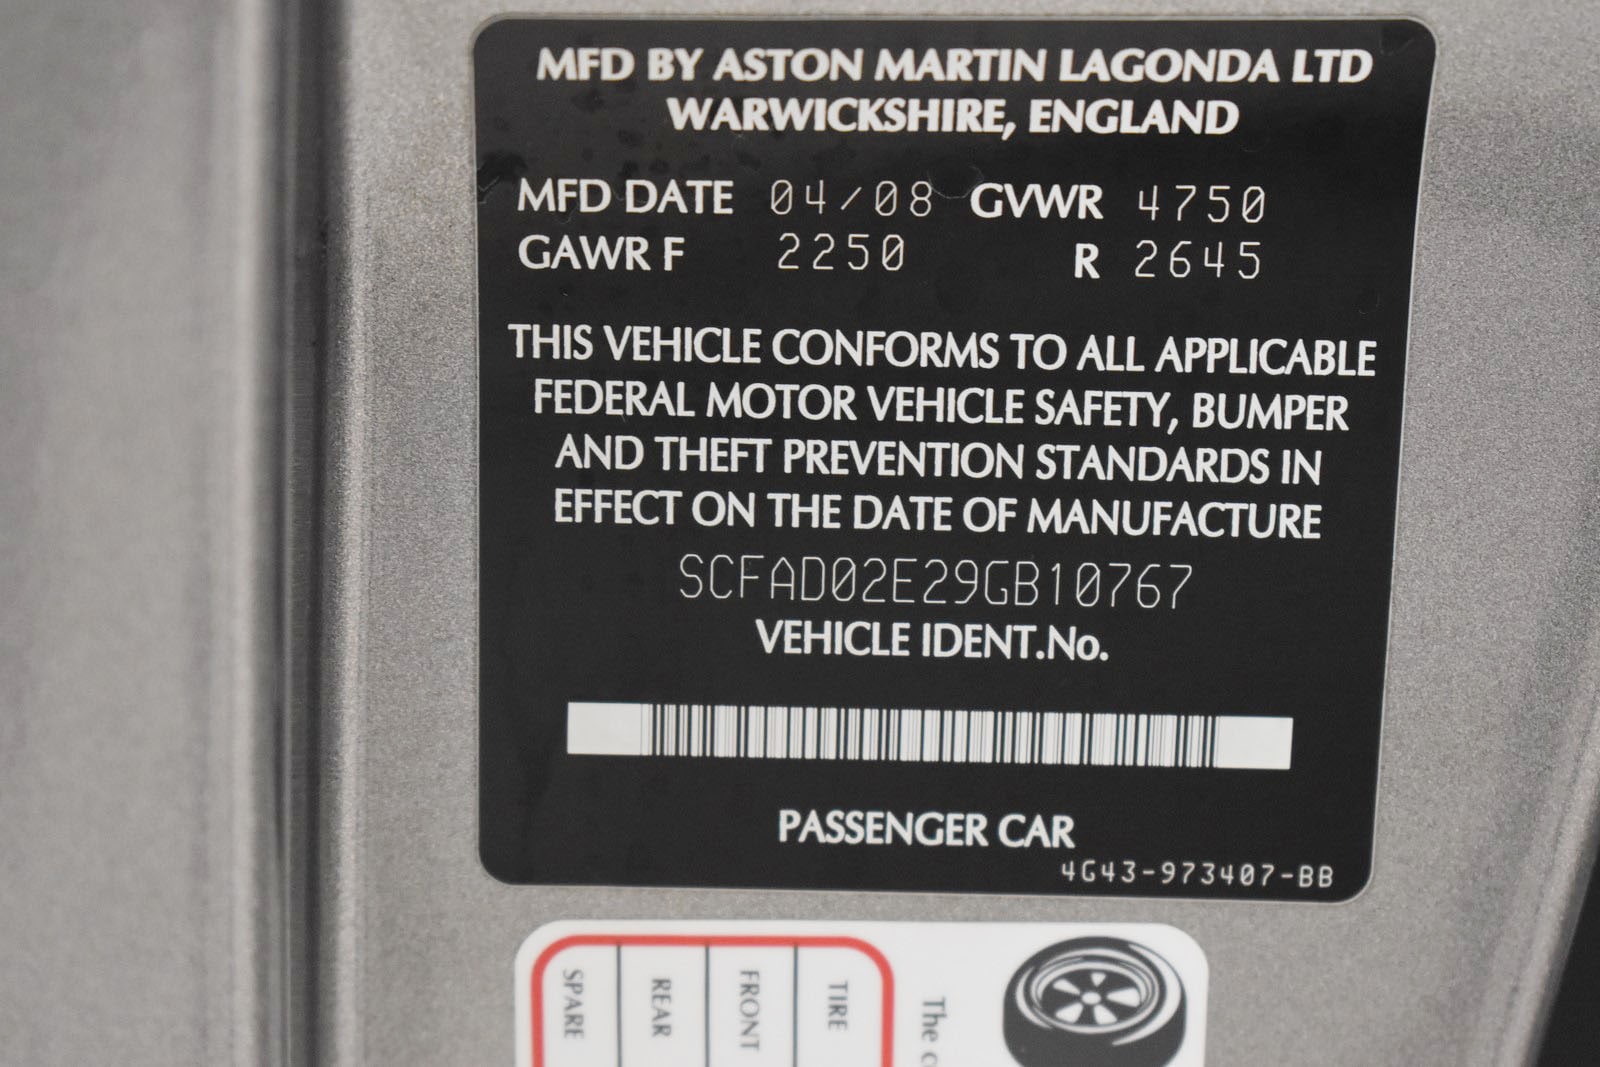 MFD BY ASTON MARTIN LAGONDA LTD
WARWICKSHIRE, ENGLAND
MFD DATE 04/08 GVWR 4750
GAWR F 2250 R 2645
THIS VEHICLE CONFORMS TO ALL APPLICABLE
FEDERAL MOTOR VEHICLE SAFETY, BUMPER
AND THEFT PREVENTION STANDARDS IN
EFFECT ON THE DATE OF MANUFACTURE
SCFAD02E29GB10767
VEHICLE IDENT.No.
PASSENGER CAR
4G43-973407-BB
The
TIRE
FRONT
REAR
SPARE